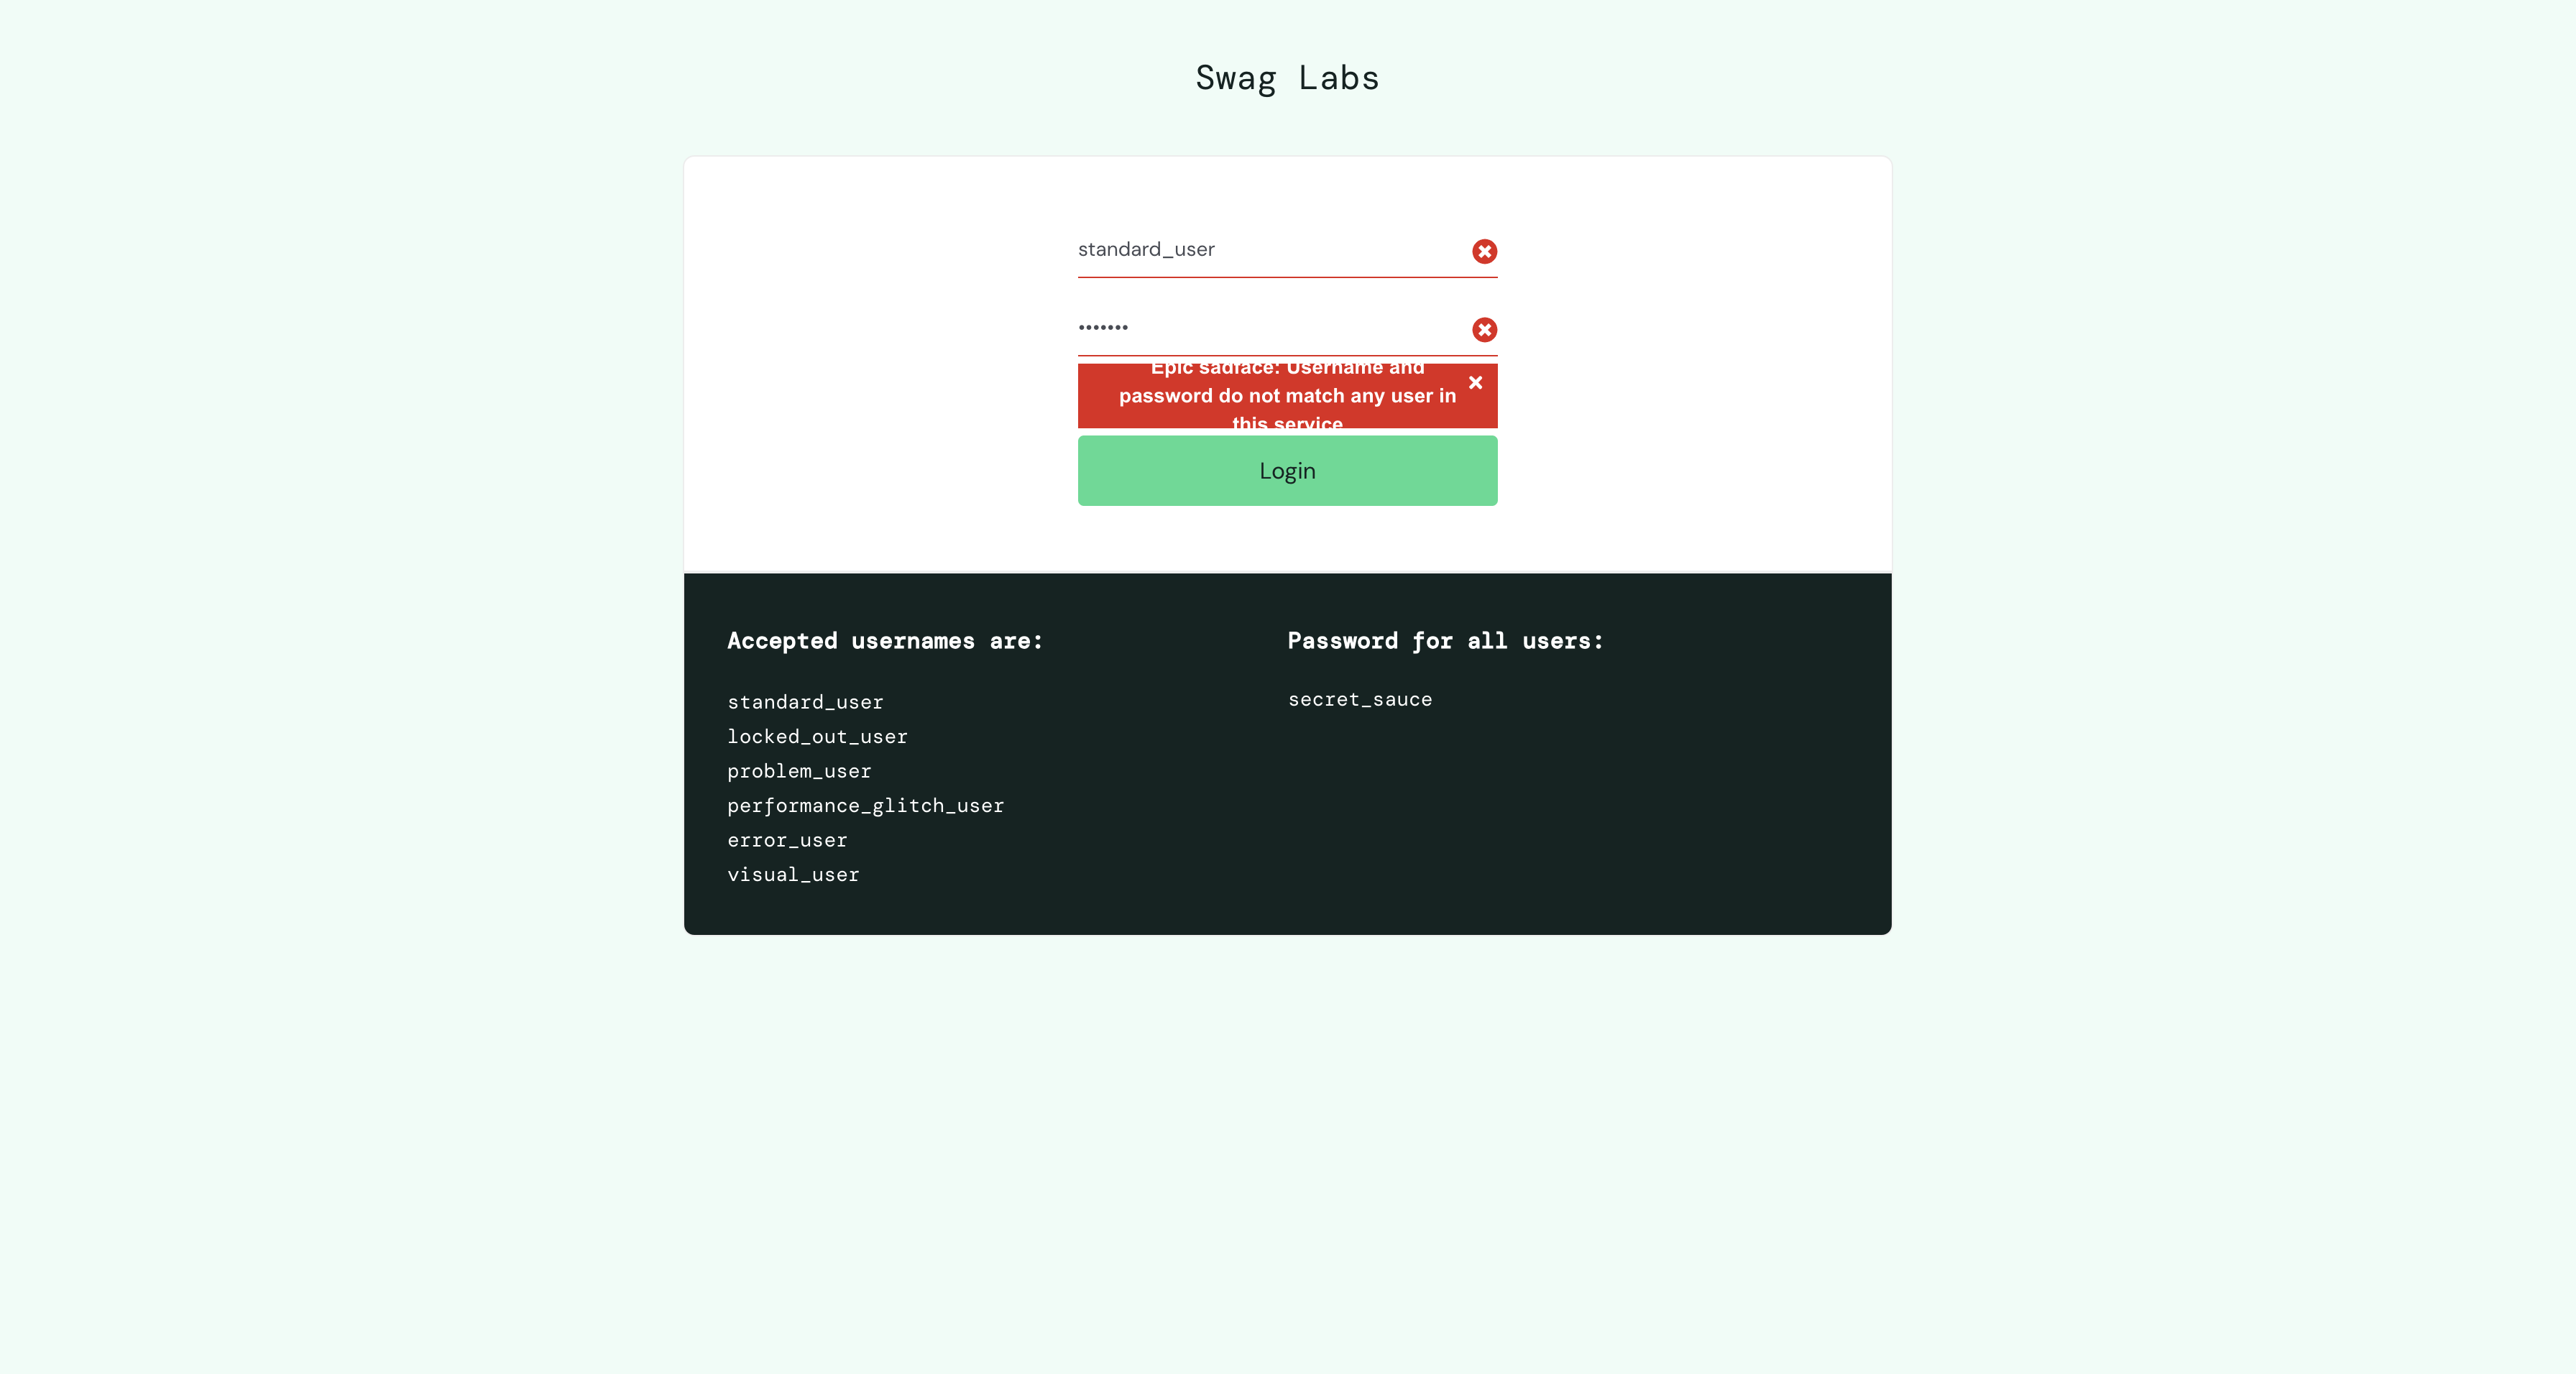 Swag Labs
standard_user
•••••••
Epic sadface: Username and
password do not match any user in
this service
Login
Accepted usernames are:
standard_user
locked_out_user
problem_user
performance_glitch_user
error_user
visual_user
Password for all users:
secret_sauce